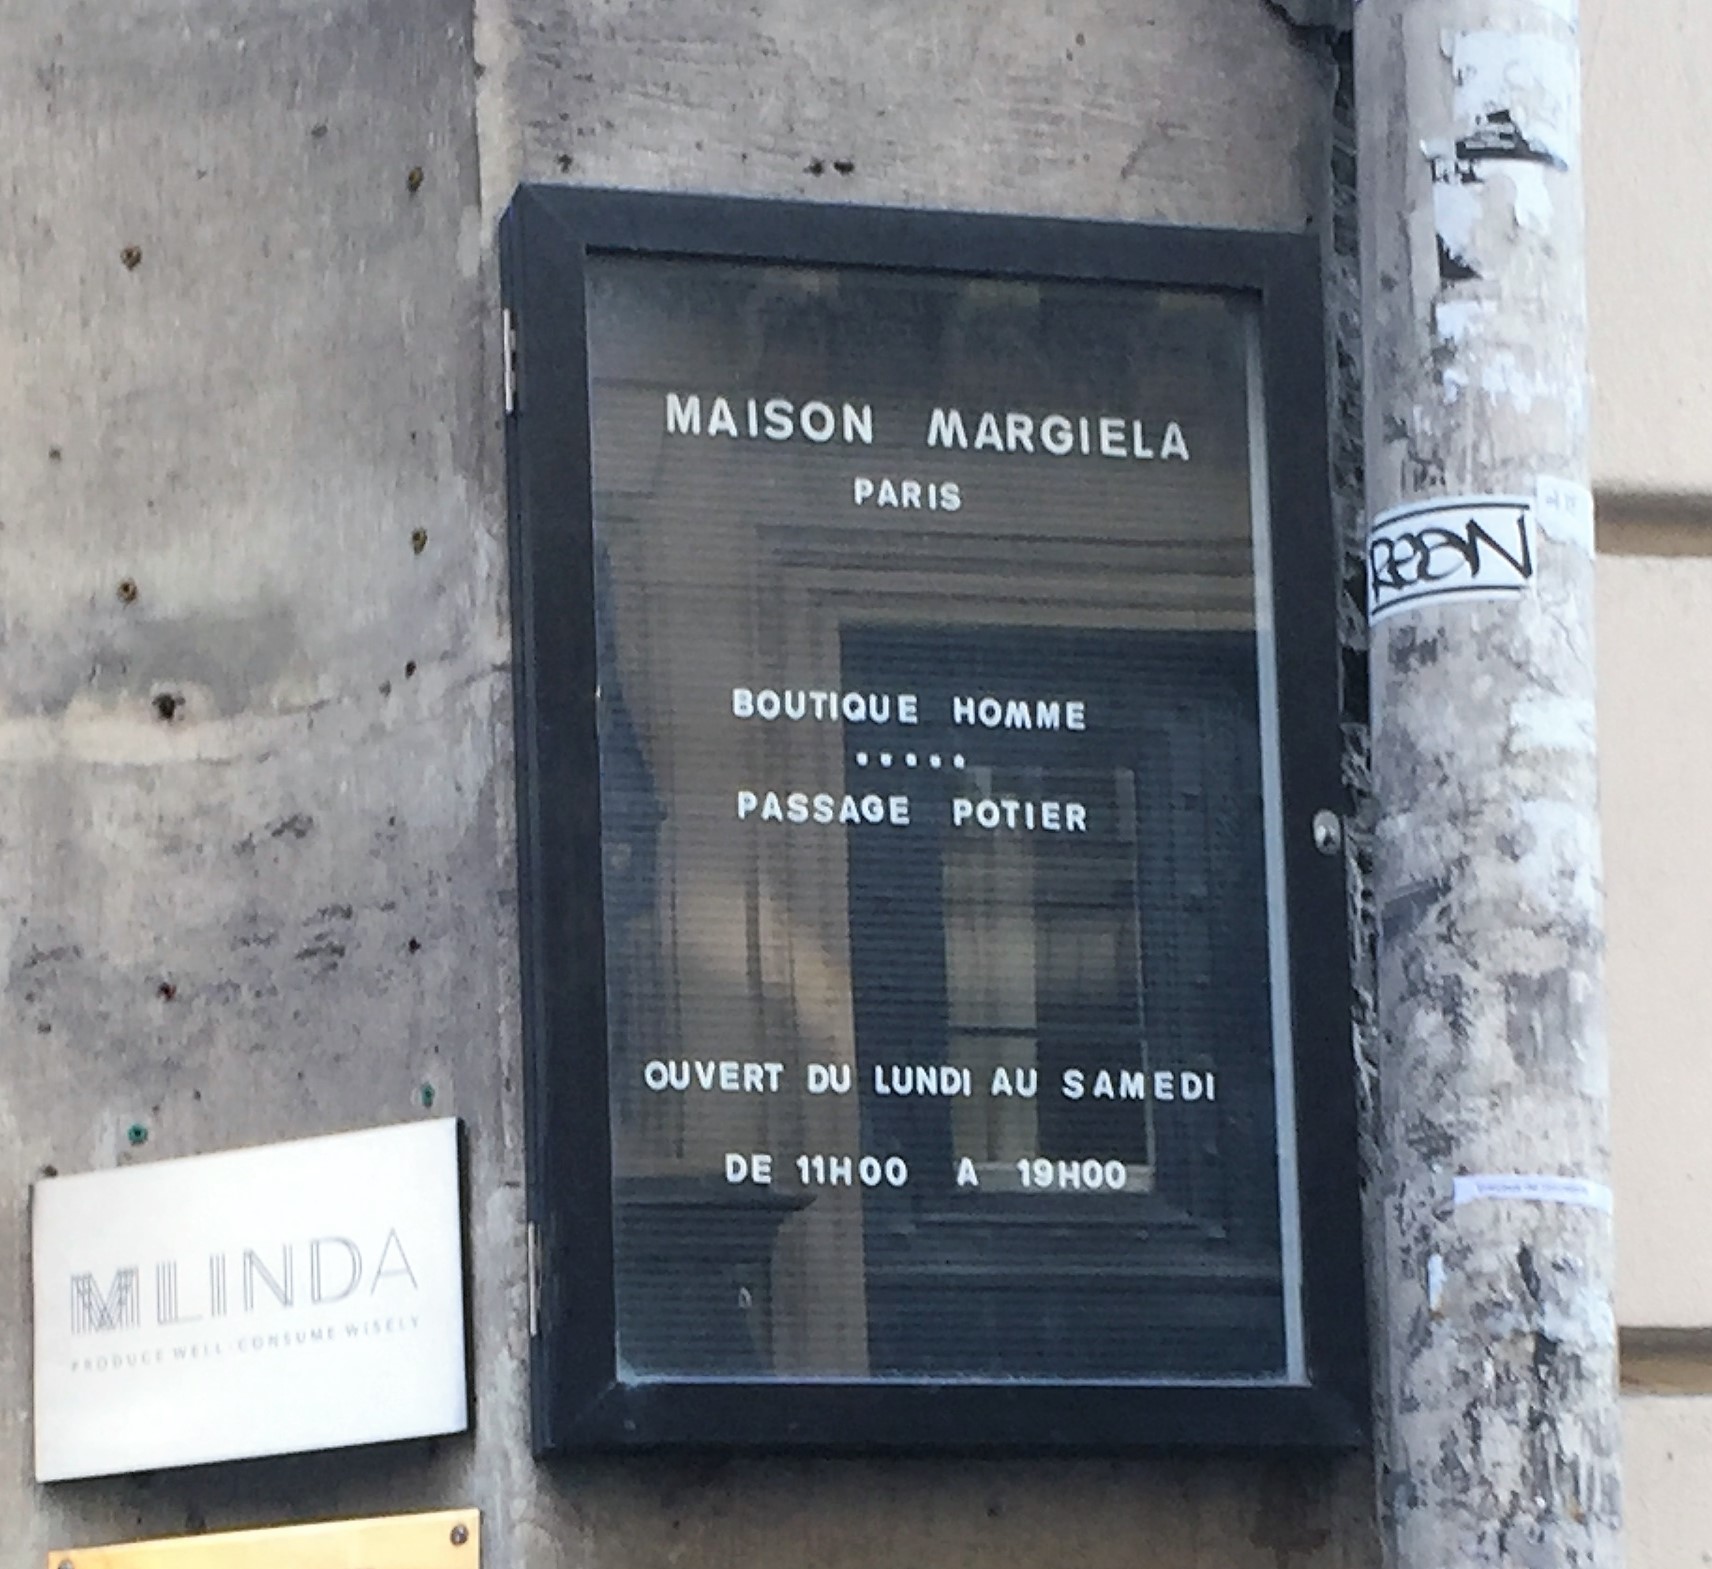 MAISON MARGIELA
PARIS
BOUTIQUE HOMME
•••••
PASSAGE POTIER
OUVERT DU LUNDI AU SAMEDI
DE 11H00 A 19H00
MLINDA
PRODUCE WELL-CONSUME WISELY